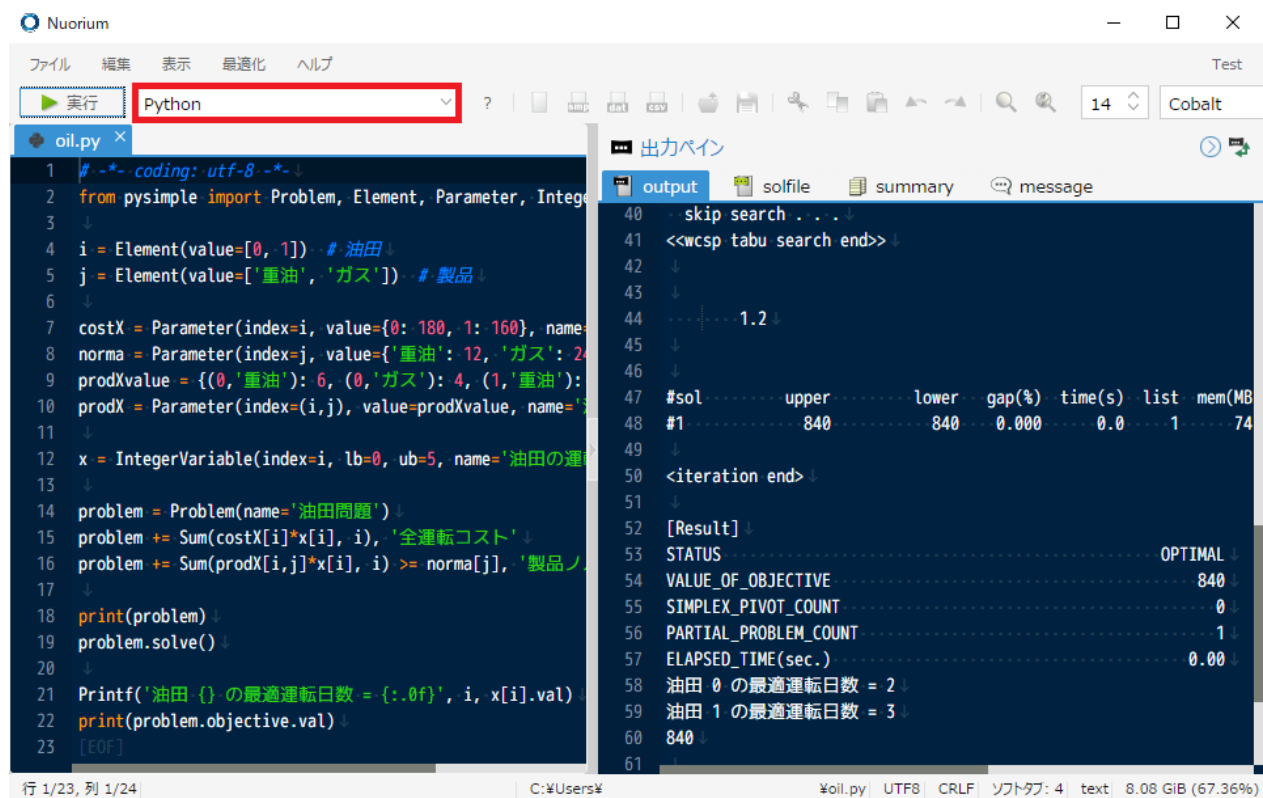 Nuorium
ファイル 編集 表示 最適化 ヘルプ Test
実行 Python ? smp dat csv 14 Cobalt
oil.py ×
1 # -*- coding: utf-8 -*-
2 from pysimple import Problem, Element, Parameter, Intege
3
4 i = Element(value=[0, 1])  # 油田
5 j = Element(value=['重油', 'ガス'])  # 製品
6
7 costX = Parameter(index=i, value={0: 180, 1: 160}, name=
8 norma = Parameter(index=j, value={'重油': 12, 'ガス': 24
9 prodXvalue = {(0,'重油'): 6, (0,'ガス'): 4, (1,'重油'):
10 prodX = Parameter(index=(i,j), value=prodXvalue, name='
11
12 x = IntegerVariable(index=i, lb=0, ub=5, name='油田の運
13
14 problem = Problem(name='油田問題')
15 problem += Sum(costX[i]*x[i], i), '全運転コスト'
16 problem += Sum(prodX[i,j]*x[i], i) >= norma[j], '製品ノ
17
18 print(problem)
19 problem.solve()
20
21 Printf('油田 {} の最適運転日数 = {:.0f}', i, x[i].val)
22 print(problem.objective.val)
23 [EOF]
出力ペイン
output solfile summary message
40 skip search . . .
41 <<wcsp tabu search end>>
42
43
44 1.2
45
46
47 #sol upper lower gap(%) time(s) list mem(MB
48 #1 840 840 0.000 0.0 1 74
49
50 <iteration end>
51
52 [Result]
53 STATUS OPTIMAL
54 VALUE_OF_OBJECTIVE 840
55 SIMPLEX_PIVOT_COUNT 0
56 PARTIAL_PROBLEM_COUNT 1
57 ELAPSED_TIME(sec.) 0.00
58 油田 0 の最適運転日数 = 2
59 油田 1 の最適運転日数 = 3
60 840
61
行 1/23, 列 1/24 C:¥Users¥ ¥oil.py UTF8 CRLF ソフトタブ: 4 text 8.08 GiB (67.36%)